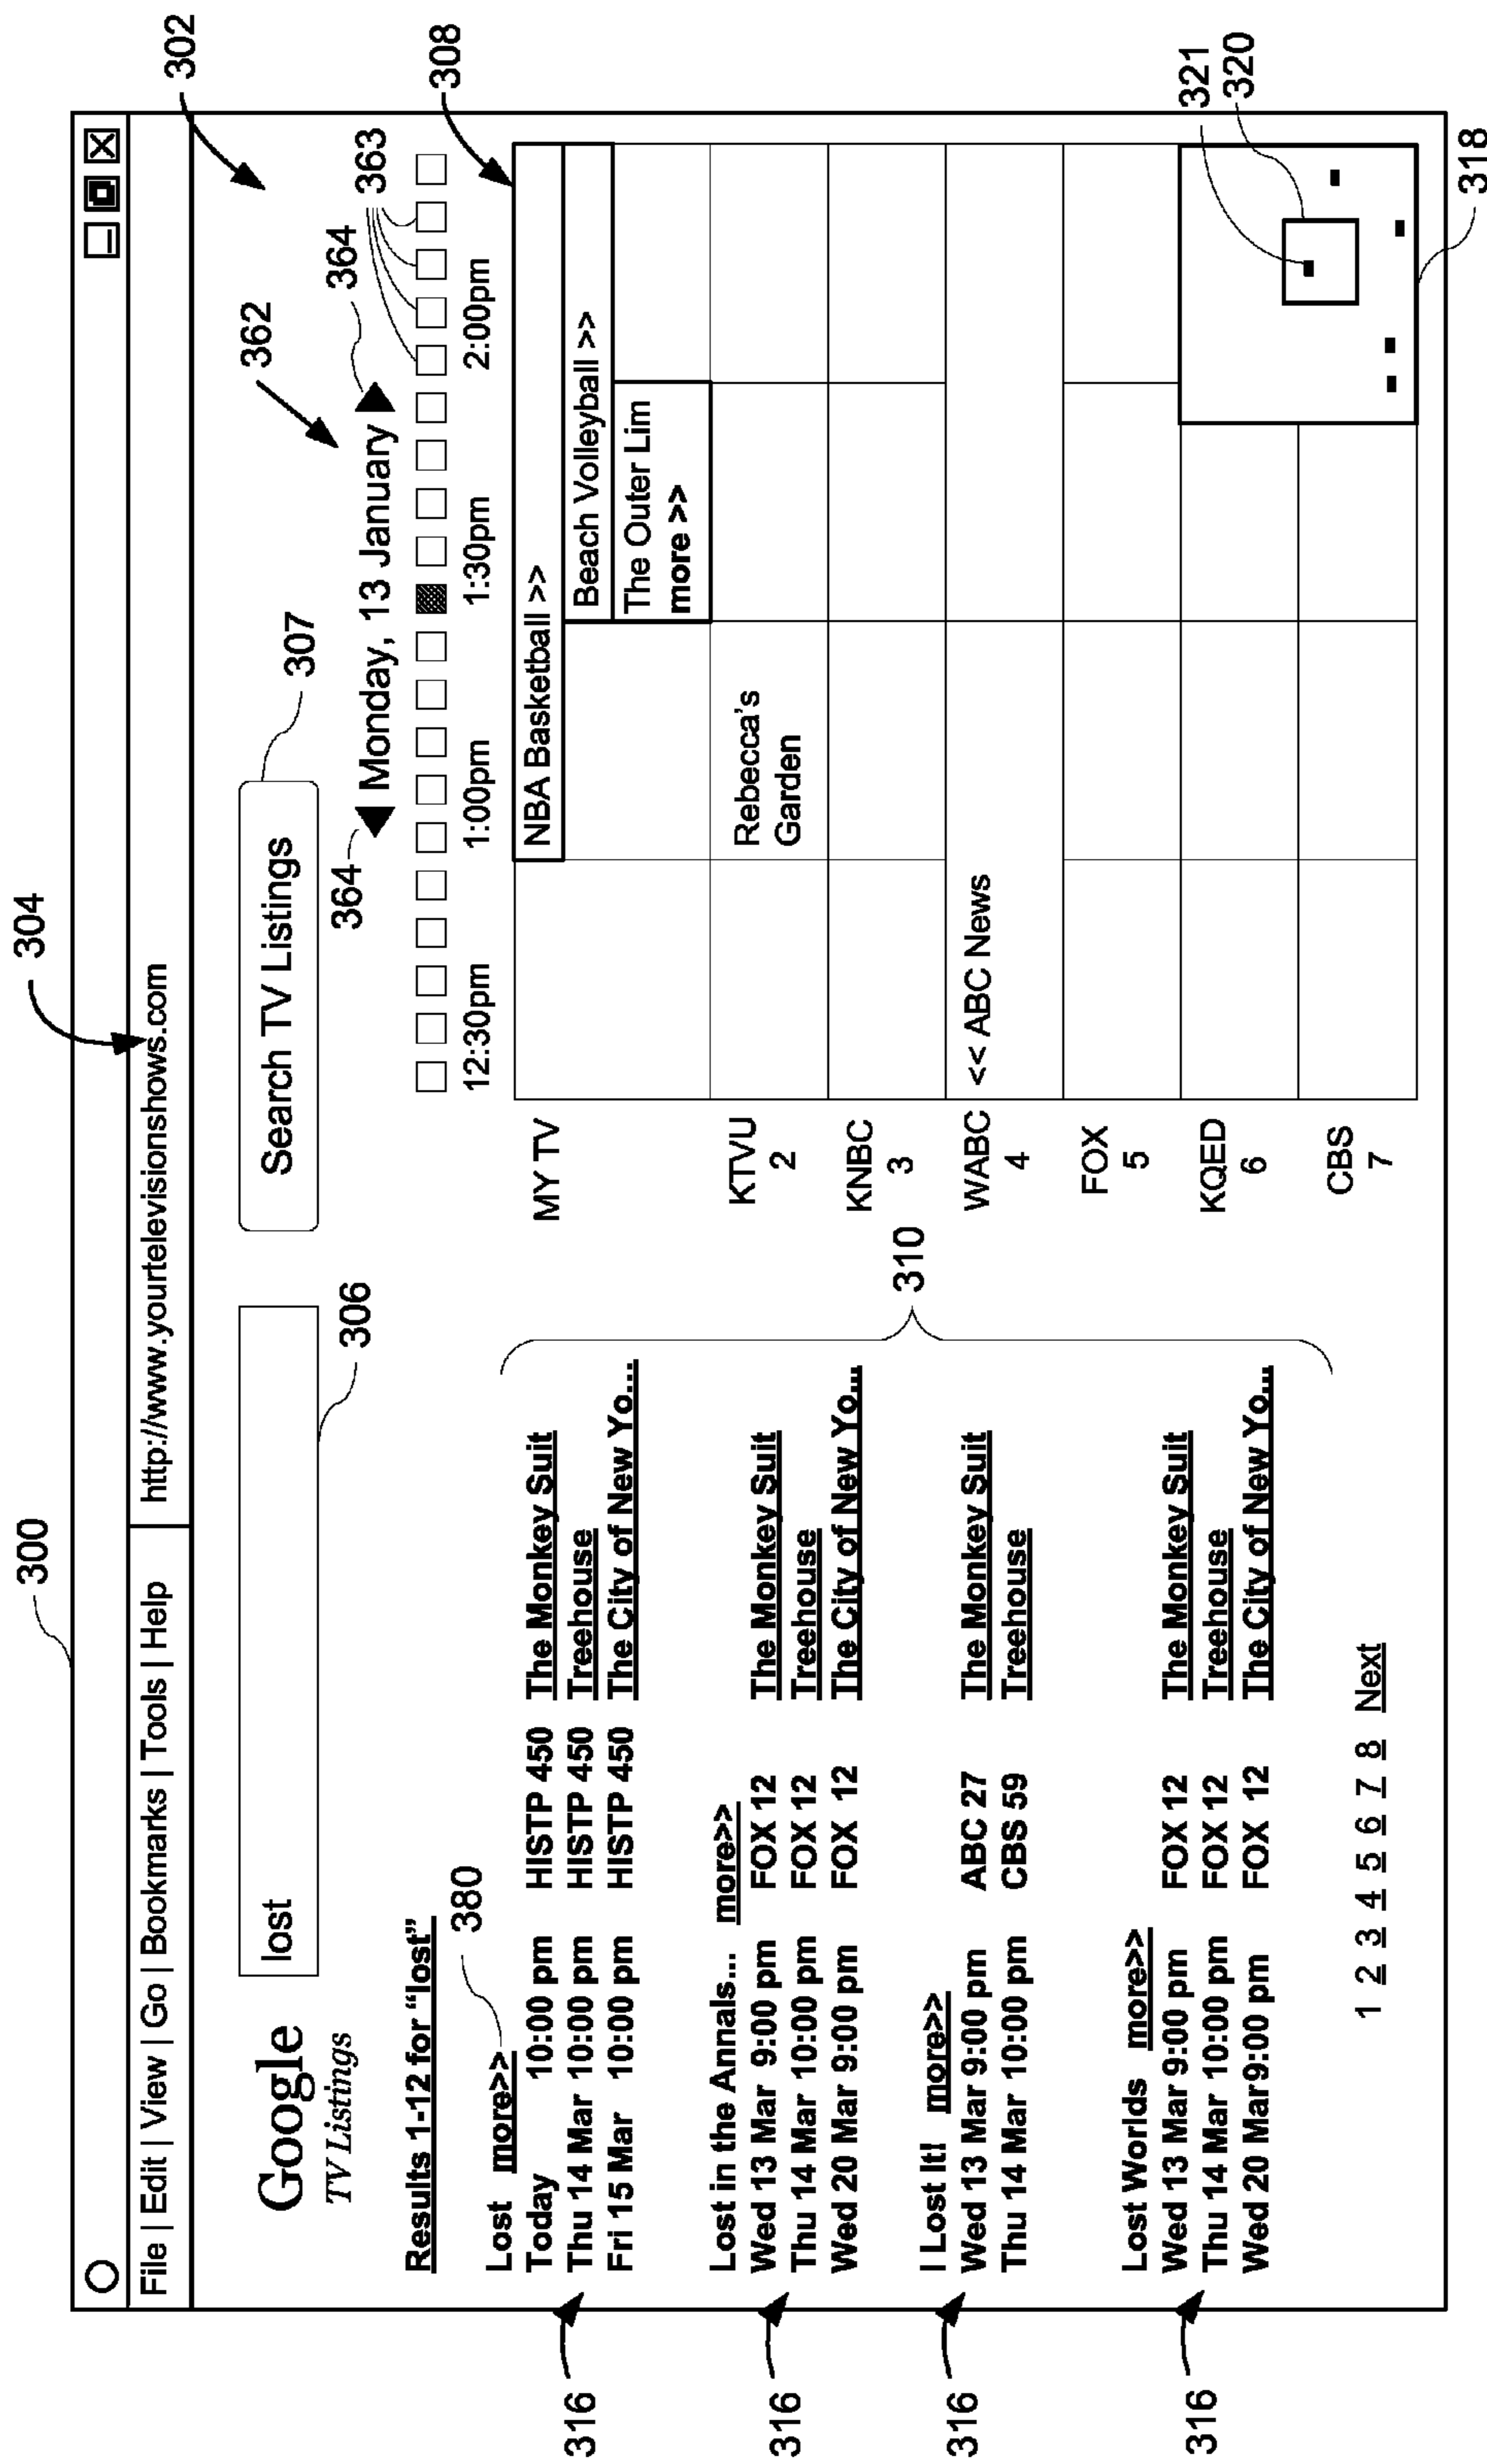 300
304
302
File | Edit | View | Go | Bookmarks | Tools | Help
http://www.yourtelevisionshows.com
Google
TV Listings
lost
306
Search TV Listings
307
362
364
Monday, 13 January
364
363
308
12:30pm 1:00pm 1:30pm 2:00pm
Results 1-12 for “lost”
380
Lost more>>
Today 10:00 pm HISTP 450 The Monkey Suit
Thu 14 Mar 10:00 pm HISTP 450 Treehouse
Fri 15 Mar 10:00 pm HISTP 450 The City of New Yo...
316
Lost in the Annals... more>>
Wed 13 Mar 9:00 pm FOX 12 The Monkey Suit
Thu 14 Mar 10:00 pm FOX 12 Treehouse
Wed 20 Mar 9:00 pm FOX 12 The City of New Yo...
316
I Lost It! more>>
Wed 13 Mar 9:00 pm ABC 27 The Monkey Suit
Thu 14 Mar 10:00 pm CBS 59 Treehouse
316
Lost Worlds more>>
Wed 13 Mar 9:00 pm FOX 12 The Monkey Suit
Thu 14 Mar 10:00 pm FOX 12 Treehouse
Wed 20 Mar9:00 pm FOX 12 The City of New Yo...
316
1 2 3 4 5 6 7 8 Next
310
MY TV
NBA Basketball >>
Beach Volleyball >>
The Outer Lim
more >>
KTVU
2
Rebecca's
Garden
KNBC
3
WABC
4
<< ABC News
FOX
5
KQED
6
CBS
7
321
320
318